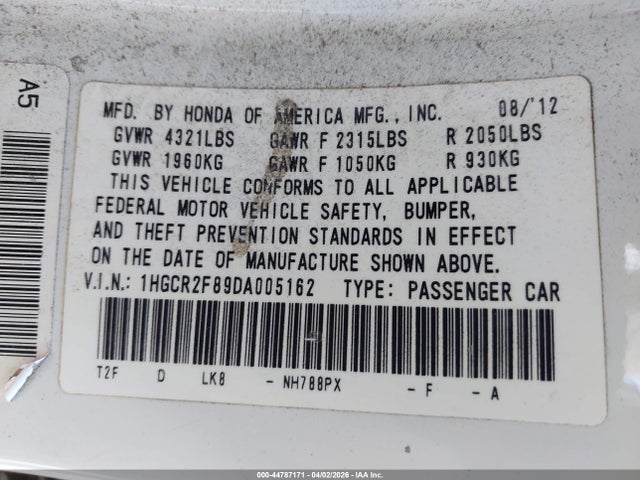 A5
MFD. BY HONDA OF AMERICA MFG., INC. 08/'12
GVWR 4321LBS GAWR F 2315LBS R 2050LBS
GVWR 1960KG GAWR F 1050KG R 930KG
THIS VEHICLE CONFORMS TO ALL APPLICABLE
FEDERAL MOTOR VEHICLE SAFETY, BUMPER,
AND THEFT PREVENTION STANDARDS IN EFFECT
ON THE DATE OF MANUFACTURE SHOWN ABOVE.
V.I.N.: 1HGCR2F89DA005162 TYPE: PASSENGER CAR
T2F D LK8 - NH788PX - F - A
000-44787171 | 04/02/2026 - IAA Inc.